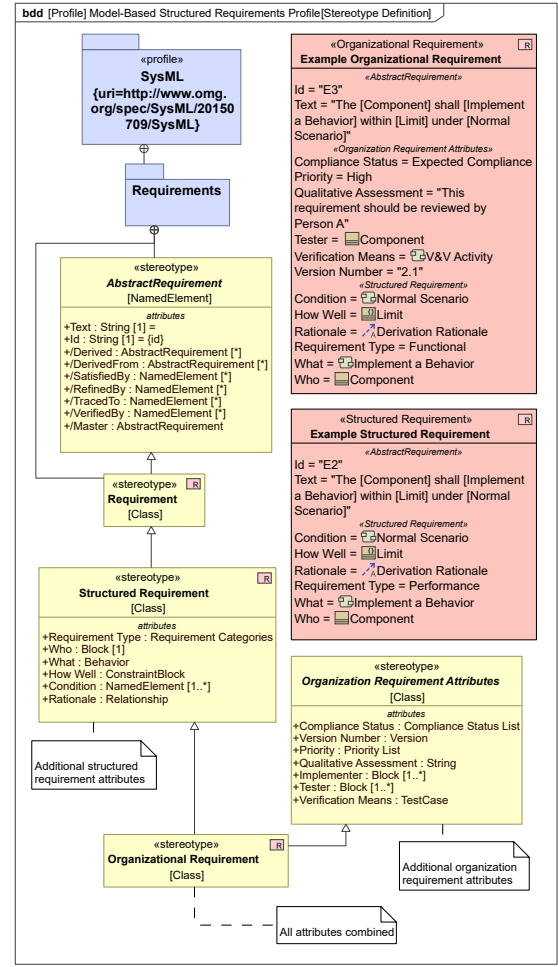 bdd [Profile] Model-Based Structured Requirements Profile[Stereotype Definition]
«profile»
SysML
{uri=http://www.omg.
org/spec/SysML/20150
709/SysML}
Requirements
«stereotype»
AbstractRequirement
[NamedElement]
attributes
+Text : String [1] =
+Id : String [1] = {id}
+/Derived : AbstractRequirement [*]
+/DerivedFrom : AbstractRequirement [*]
+/SatisfiedBy : NamedElement [*]
+/RefinedBy : NamedElement [*]
+/TracedTo : NamedElement [*]
+/VerifiedBy : NamedElement [*]
+/Master : AbstractRequirement
«stereotype»
R
Requirement
[Class]
«stereotype»
R
Structured Requirement
[Class]
attributes
+Requirement Type : Requirement Categories
+Who : Block [1]
+What : Behavior
+How Well : ConstraintBlock
+Condition : NamedElement [1..*]
+Rationale : Relationship
Additional structured
requirement attributes
«stereotype»
R
Organizational Requirement
[Class]
All attributes combined
«Organizational Requirement»
R
Example Organizational Requirement
«AbstractRequirement»
Id = "E3"
Text = "The [Component] shall [Implement
a Behavior] within [Limit] under [Normal
Scenario]"
«Organization Requirement Attributes»
Compliance Status = Expected Compliance
Priority = High
Qualitative Assessment = "This
requirement should be reviewed by
Person A"
Tester = Component
Verification Means = V&V Activity
Version Number = "2.1"
«Structured Requirement»
Condition = Normal Scenario
How Well = Limit
Rationale = Derivation Rationale
Requirement Type = Functional
What = Implement a Behavior
Who = Component
«Structured Requirement»
R
Example Structured Requirement
«AbstractRequirement»
Id = "E2"
Text = "The [Component] shall [Implement
a Behavior] within [Limit] under [Normal
Scenario]"
«Structured Requirement»
Condition = Normal Scenario
How Well = Limit
Rationale = Derivation Rationale
Requirement Type = Performance
What = Implement a Behavior
Who = Component
«stereotype»
Organization Requirement Attributes
[Class]
attributes
+Compliance Status : Compliance Status List
+Version Number : Version
+Priority : Priority List
+Qualitative Assessment : String
+Implementer : Block [1..*]
+Tester : Block [1..*]
+Verification Means : TestCase
Additional organization
requirement attributes